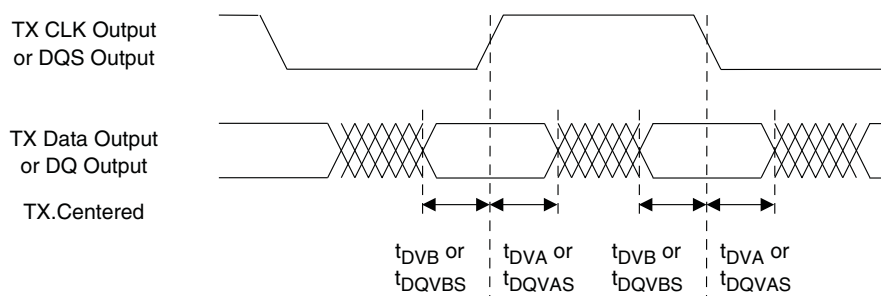 TX CLK Output
or DQS Output
TX Data Output
or DQ Output
TX.Centered
tDVB or
tDQVBS
tDVA or
tDQVAS
tDVB or
tDQVBS
tDVA or
tDQVAS